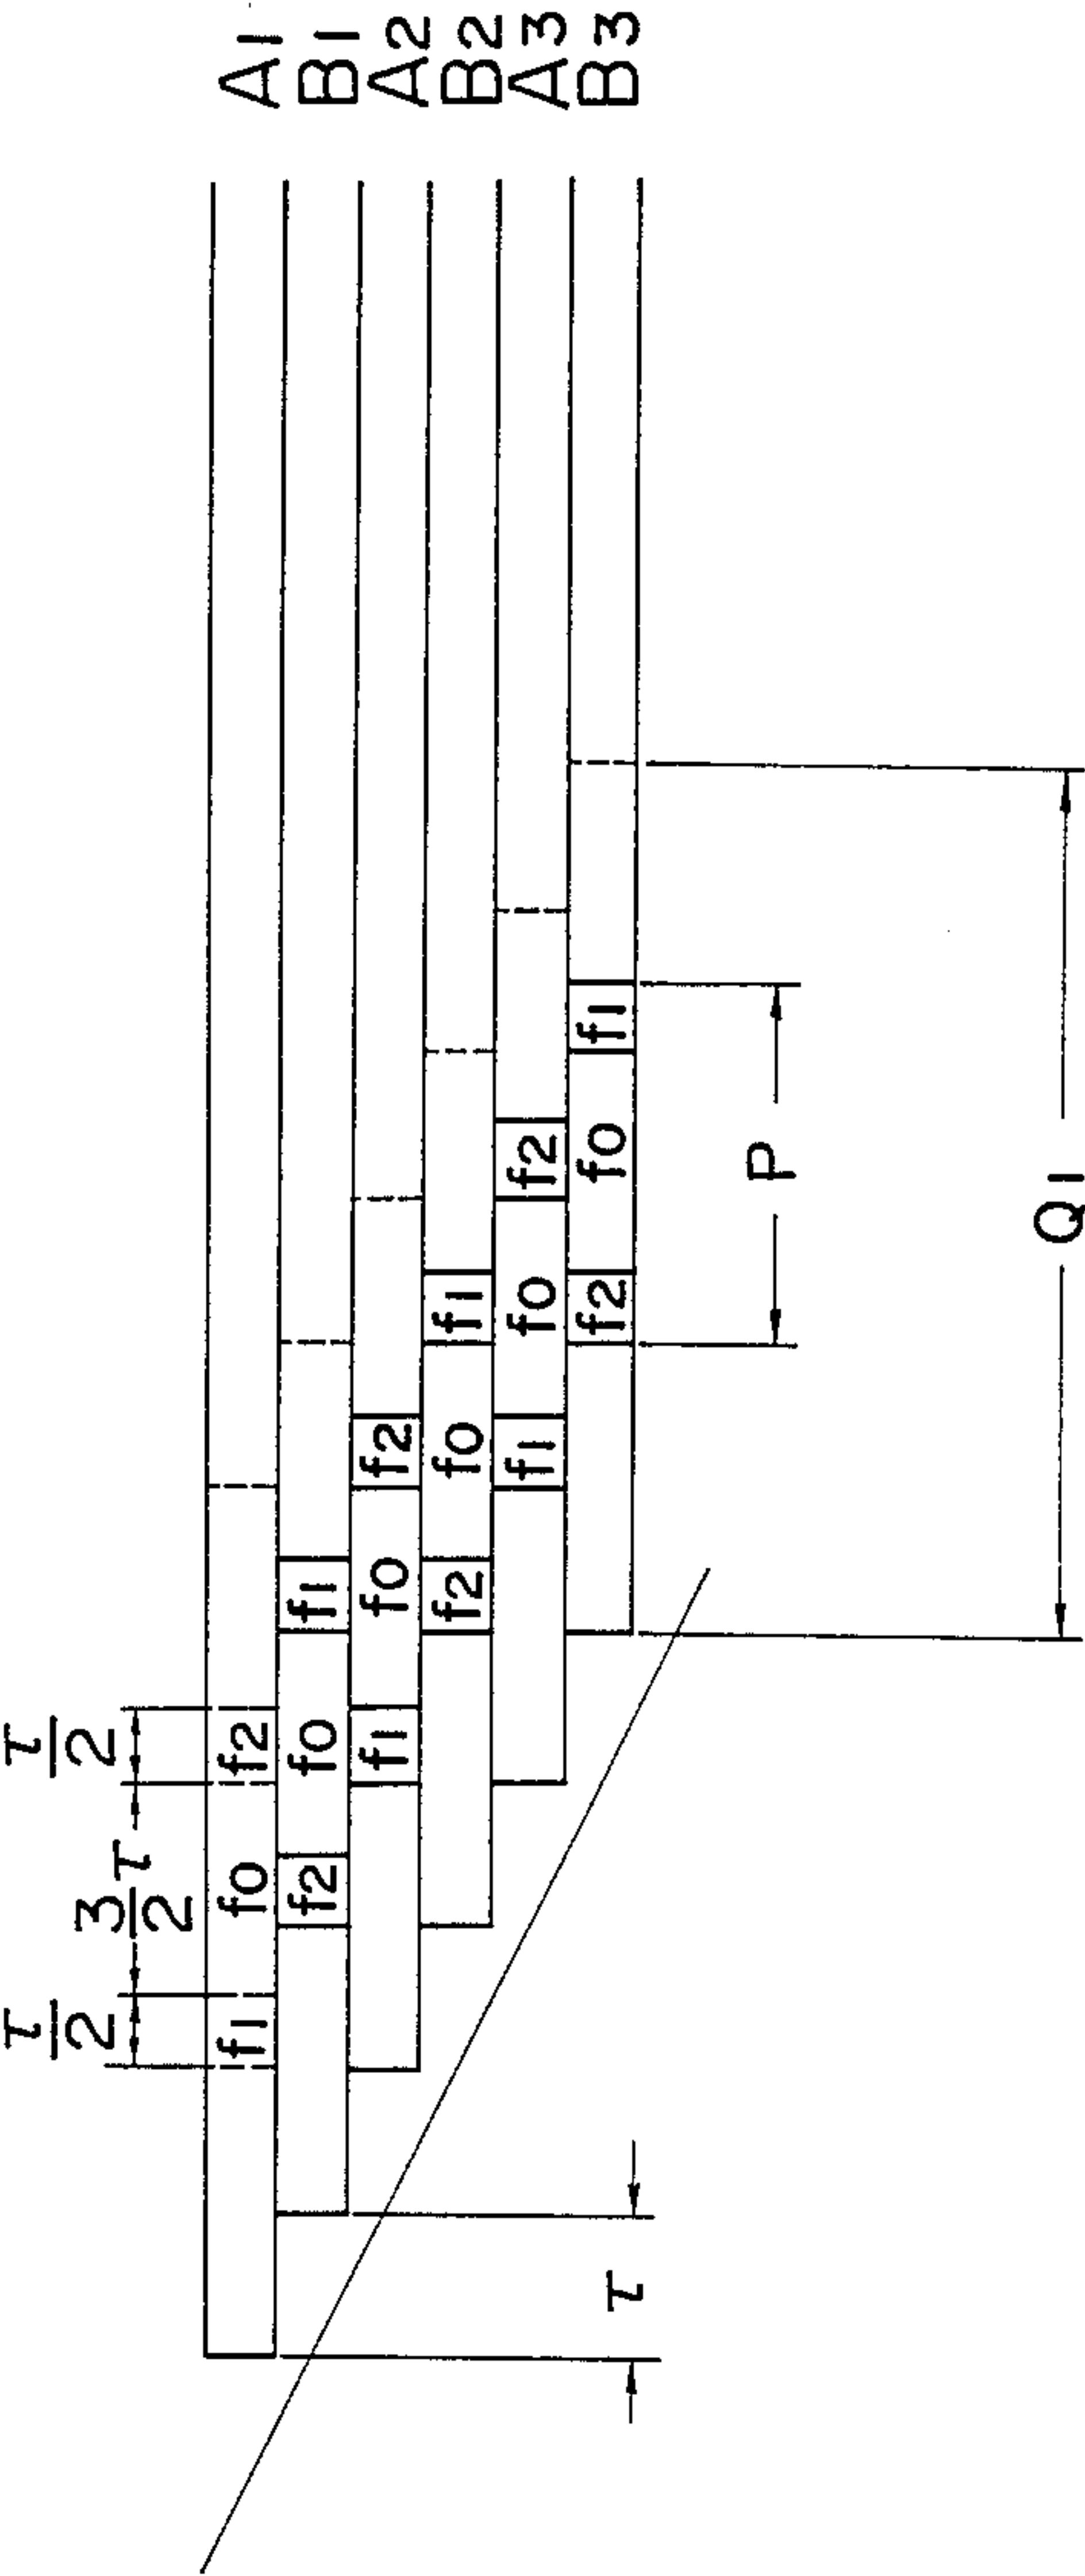 τ/2 3/2 τ τ/2
f1 f0 f2 A1
f2 f0 f1 B1
f1 f0 f2 A2
f2 f0 f1 B2
f1 f0 f2 A3
f2 f0 f1 B3
τ
P
Q1